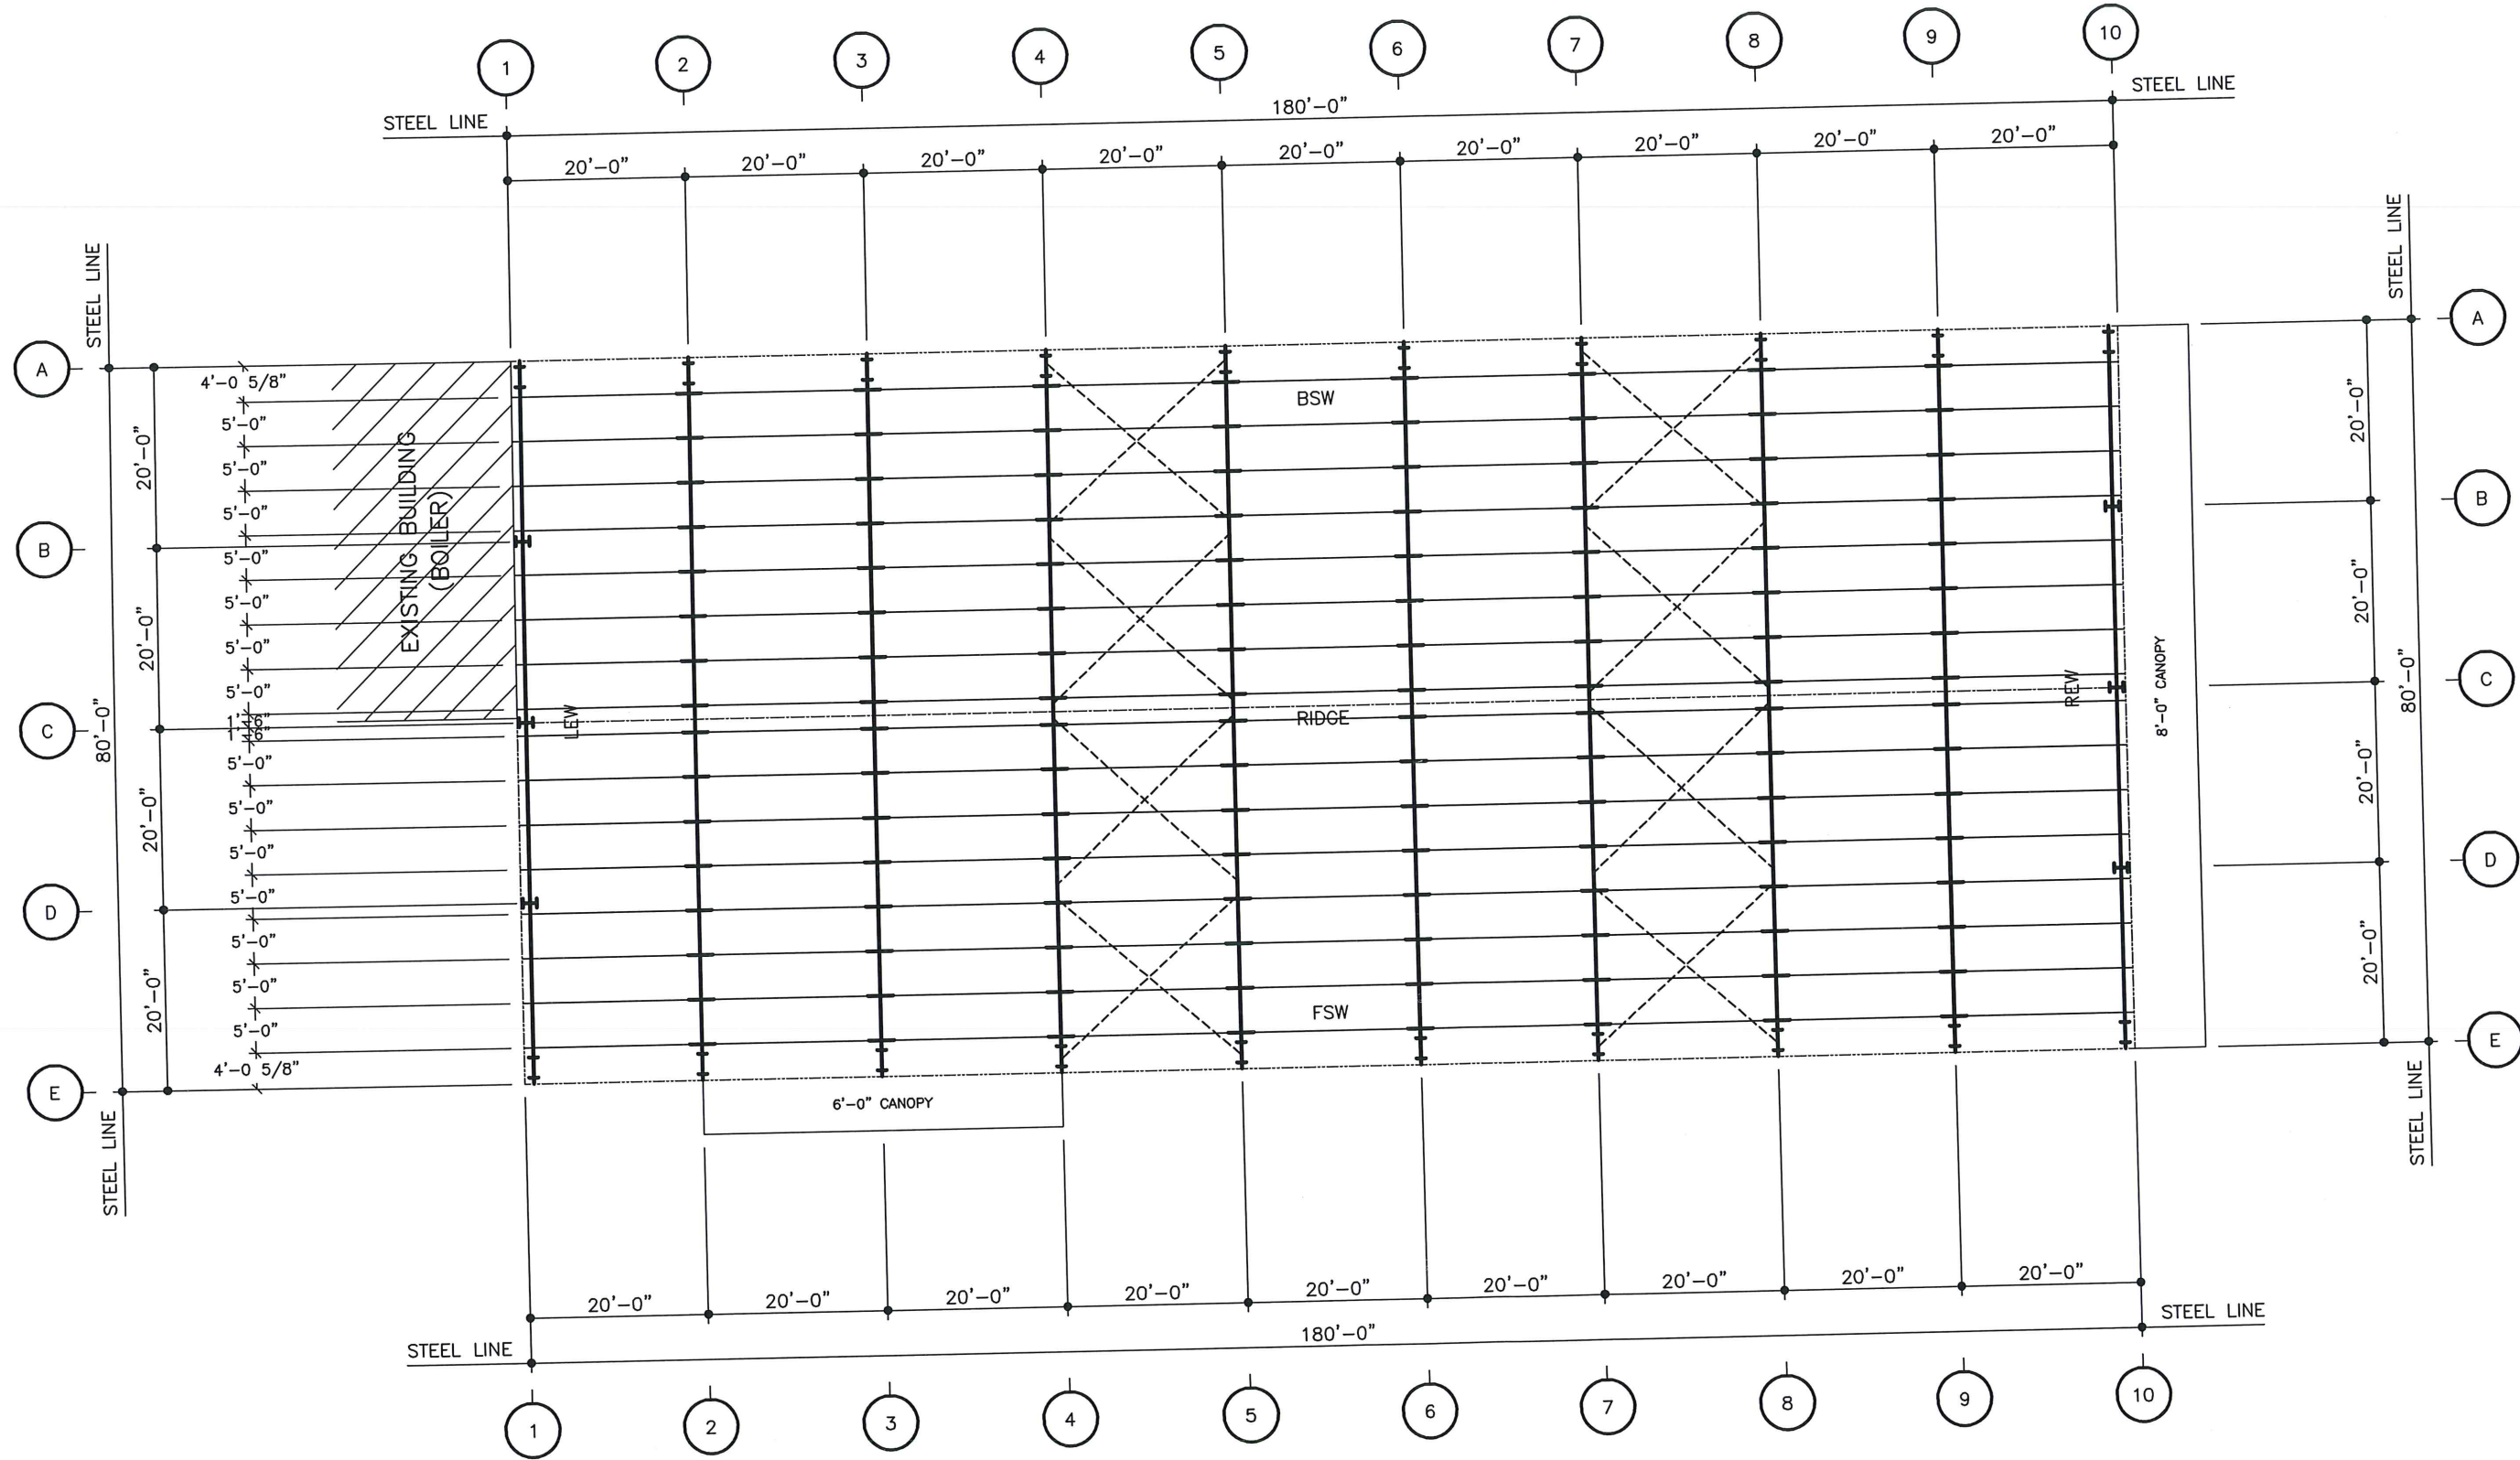 1 2 3 4 5 6 7 8 9 10
STEEL LINE
180'-0"
STEEL LINE
20'-0" 20'-0" 20'-0" 20'-0" 20'-0" 20'-0" 20'-0" 20'-0" 20'-0"
STEEL LINE
STEEL LINE
A
B
C
D
E
80'-0"
20'-0"
20'-0"
20'-0"
20'-0"
STEEL LINE
4'-0 5/8"
5'-0"
5'-0"
5'-0"
5'-0"
5'-0"
5'-0"
5'-0"
1'-6"
1'-6"
5'-0"
5'-0"
5'-0"
5'-0"
5'-0"
5'-0"
5'-0"
4'-0 5/8"
EXISTING BUILDING
(BOILER)
LEW
BSW
RIDGE
FSW
REW
8'-0" CANOPY
6'-0" CANOPY
20'-0"
20'-0"
20'-0"
20'-0"
80'-0"
A
B
C
D
E
STEEL LINE
20'-0" 20'-0" 20'-0" 20'-0" 20'-0" 20'-0" 20'-0" 20'-0" 20'-0"
STEEL LINE
180'-0"
STEEL LINE
1 2 3 4 5 6 7 8 9 10